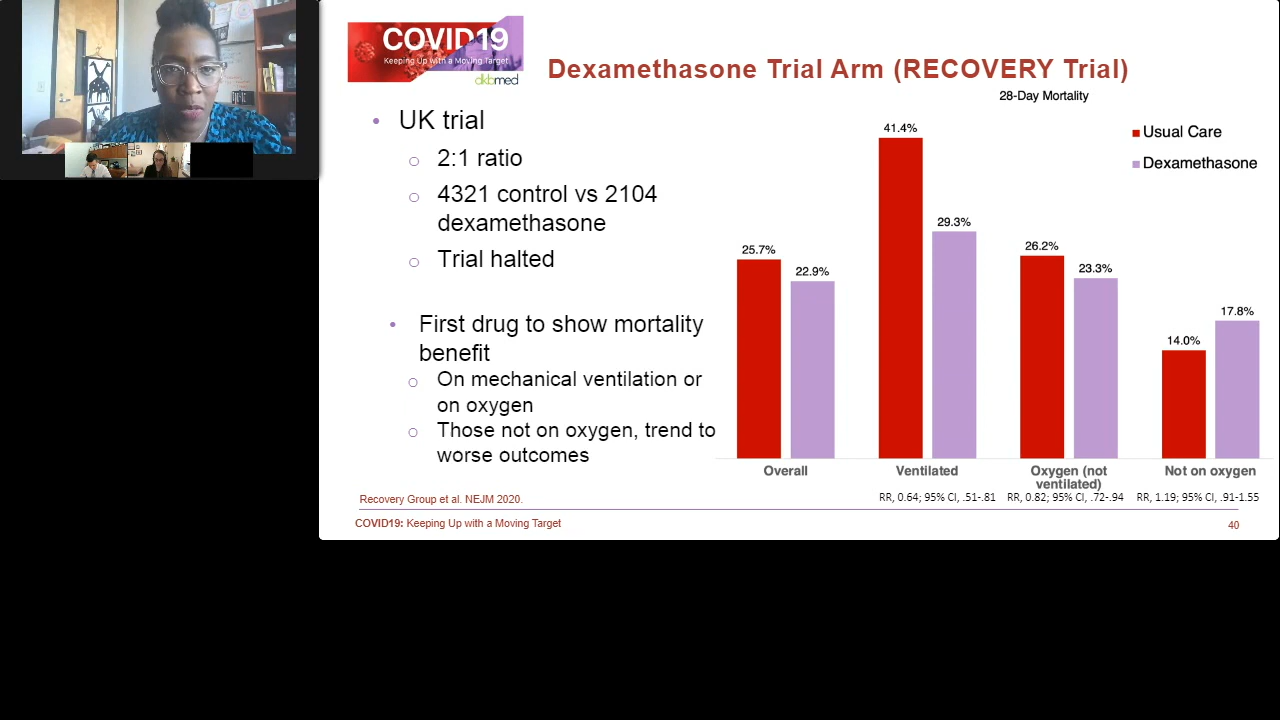 COVID19
Keeping Up with a Moving Target
dkbmed
Dexamethasone Trial Arm (RECOVERY Trial)
• UK trial
o 2:1 ratio
o 4321 control vs 2104
dexamethasone
o Trial halted
• First drug to show mortality
benefit
o On mechanical ventilation or
on oxygen
o Those not on oxygen, trend to
worse outcomes
28-Day Mortality
Usual Care
Dexamethasone
25.7%
22.9%
41.4%
29.3%
26.2%
23.3%
14.0%
17.8%
Overall
Ventilated
Oxygen (not
ventilated)
Not on oxygen
RR, 0.64; 95% CI, .51-.81
RR, 0.82; 95% CI, .72-.94
RR, 1.19; 95% CI, .91-1.55
Recovery Group et al. NEJM 2020.
COVID19: Keeping Up with a Moving Target
40